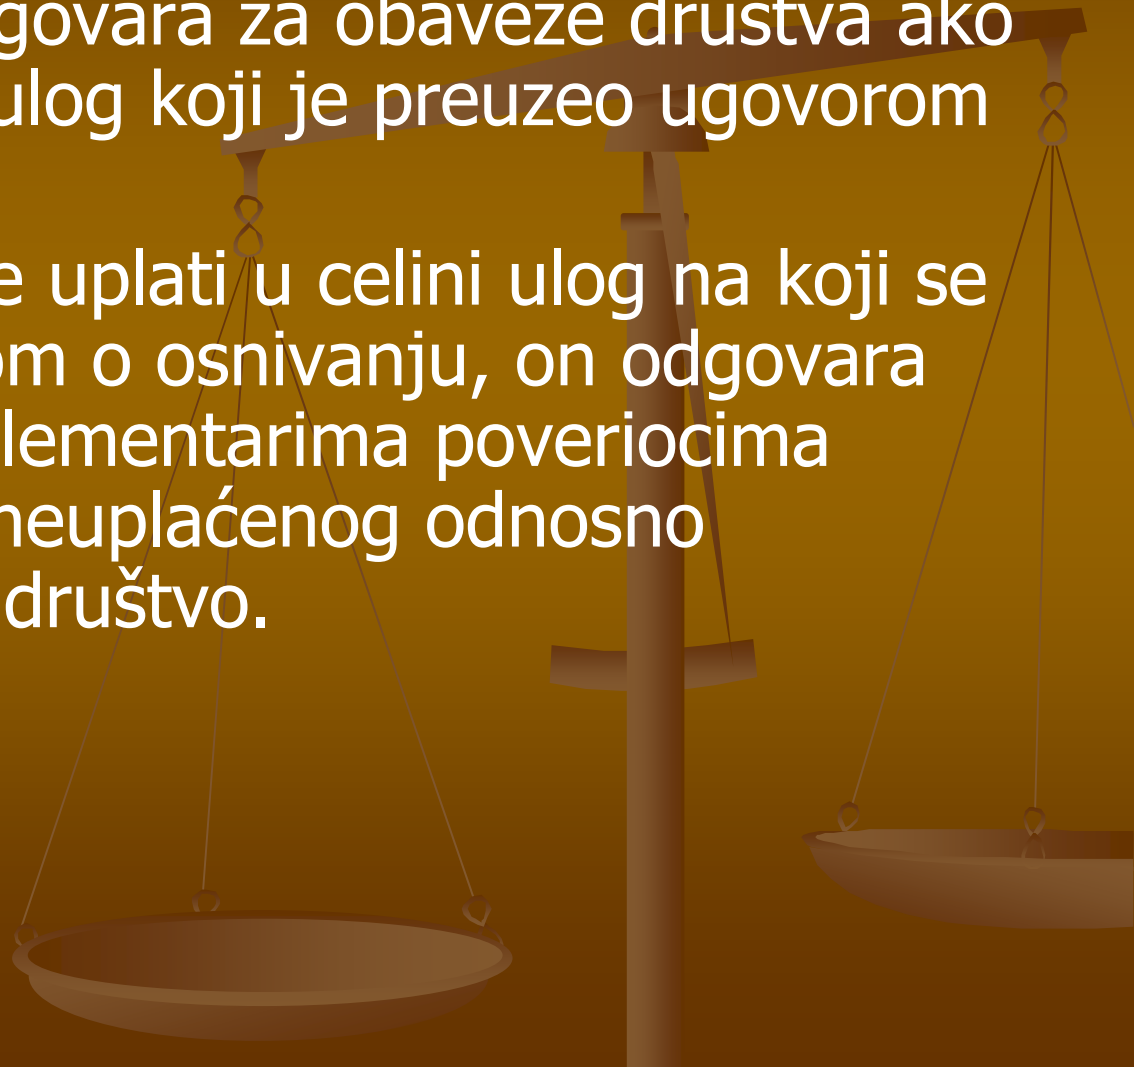 govara za obaveze društva ako
ulog koji je preuzeo ugovorom
e uplati u celini ulog na koji se
om o osnivanju, on odgovara
lementarima poveriocima
neuplaćenog odnosno
društvo.